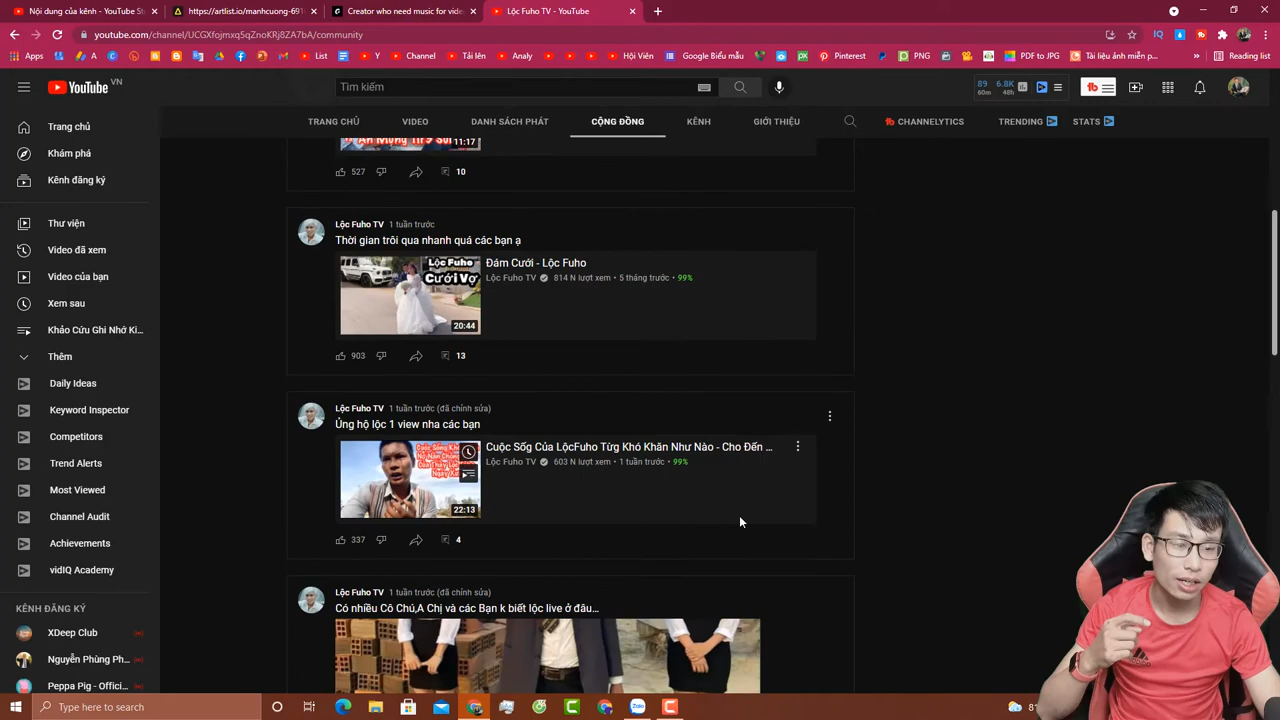 Nội dung của kênh - YouTube St
https://artlist.io/manhcuong-691
Creator who need music for vide
Lộc Fuho TV - YouTube
youtube.com/channel/UCGXfojmxq5qZnoKRj8ZA7bA/community
Apps
A
List
Channel
Tải lên
Analy
Hội Viên
Google Biểu mẫu
Pinterest
PNG
PDF to JPG
Tài liệu ảnh miễn p...
Reading list
YouTube VN
Tìm kiếm
89
60m
6.8K
48h
TRANG CHỦ
VIDEO
DANH SÁCH PHÁT
CỘNG ĐỒNG
KÊNH
GIỚI THIỆU
CHANNELYTICS
TRENDING
STATS
Trang chủ
Khám phá
Kênh đăng ký
Thư viện
Video đã xem
Video của bạn
Xem sau
Khảo Cứu Ghi Nhớ Ki...
Thêm
Daily Ideas
Keyword Inspector
Competitors
Trend Alerts
Most Viewed
Channel Audit
Achievements
vidIQ Academy
KÊNH ĐĂNG KÝ
XDeep Club
Nguyễn Phùng Ph...
Peppa Pig - Offici...
11:17
527
10
Lộc Fuho TV 1 tuần trước
Thời gian trôi qua nhanh quá các bạn ạ
Lộc Fuho
Cưới Vợ
20:44
Đám Cưới - Lộc Fuho
Lộc Fuho TV 814 N lượt xem • 5 tháng trước • 99%
903
13
Lộc Fuho TV 1 tuần trước (đã chỉnh sửa)
Ủng hộ lộc 1 view nha các bạn
22:13
Cuộc Sống Của LộcFuho Từng Khó Khăn Như Nào - Cho Đến ...
Lộc Fuho TV 603 N lượt xem • 1 tuần trước • 99%
337
4
Lộc Fuho TV 1 tuần trước (đã chỉnh sửa)
Có nhiều Cô Chú,A Chị và các Bạn k biết lộc live ở đâu...
Type here to search
Zalo